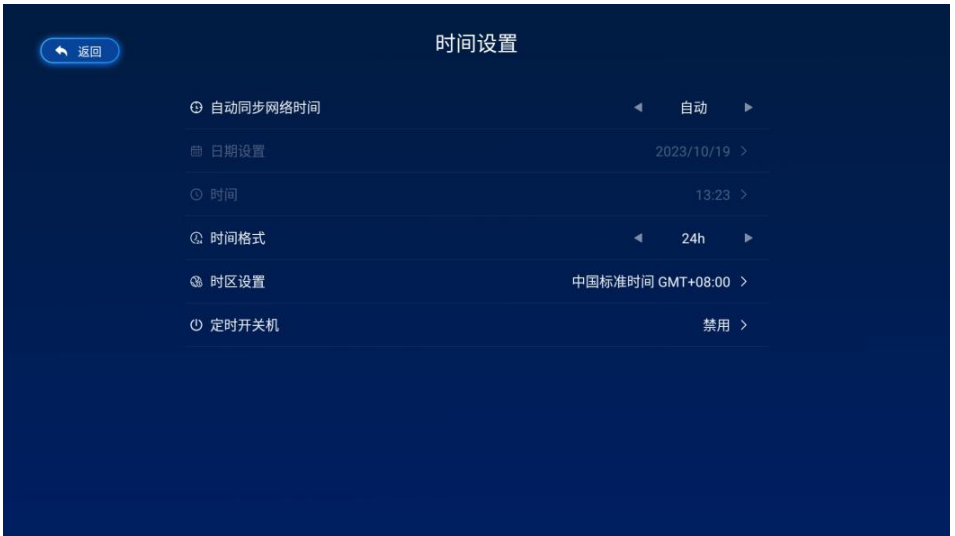 返回
时间设置
自动同步网络时间 自动
日期设置 2023/10/19
时间 13:23
时间格式 24h
时区设置 中国标准时间 GMT+08:00
定时开关机 禁用